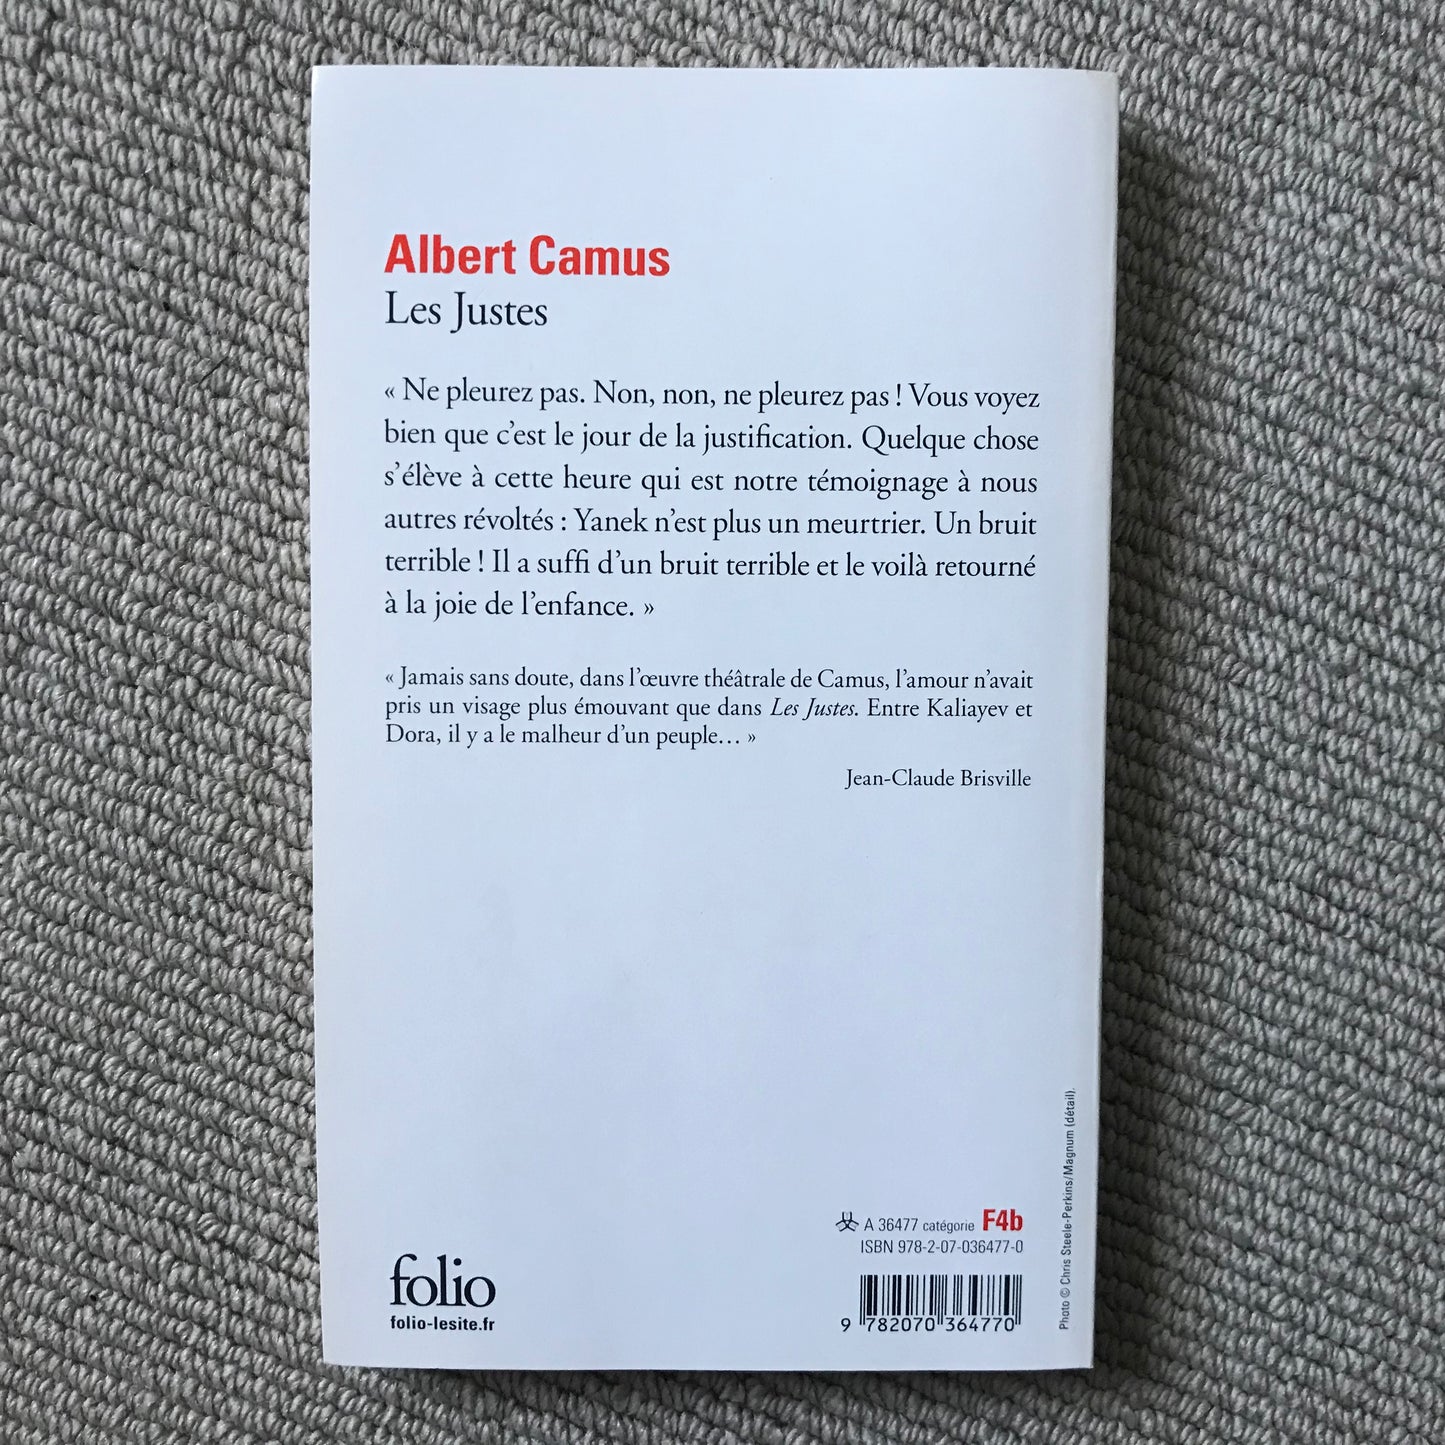 Albert Camus
Les Justes
« Ne pleurez pas. Non, non, ne pleurez pas ! Vous voyez
bien que c’est le jour de la justification. Quelque chose
s’élève à cette heure qui est notre témoignage à nous
autres révoltés : Yanek n’est plus un meurtrier. Un bruit
terrible ! Il a suffi d’un bruit terrible et le voilà retourné
à la joie de l’enfance. »
« Jamais sans doute, dans l’œuvre théâtrale de Camus, l’amour n’avait
pris un visage plus émouvant que dans Les Justes. Entre Kaliayev et
Dora, il y a le malheur d’un peuple… »
Jean-Claude Brisville
Photo © Chris Steele-Perkins/Magnum (détail).
A 36477 catégorie F4b
ISBN 978-2-07-036477-0
folio
folio-lesite.fr
9 782070 364770